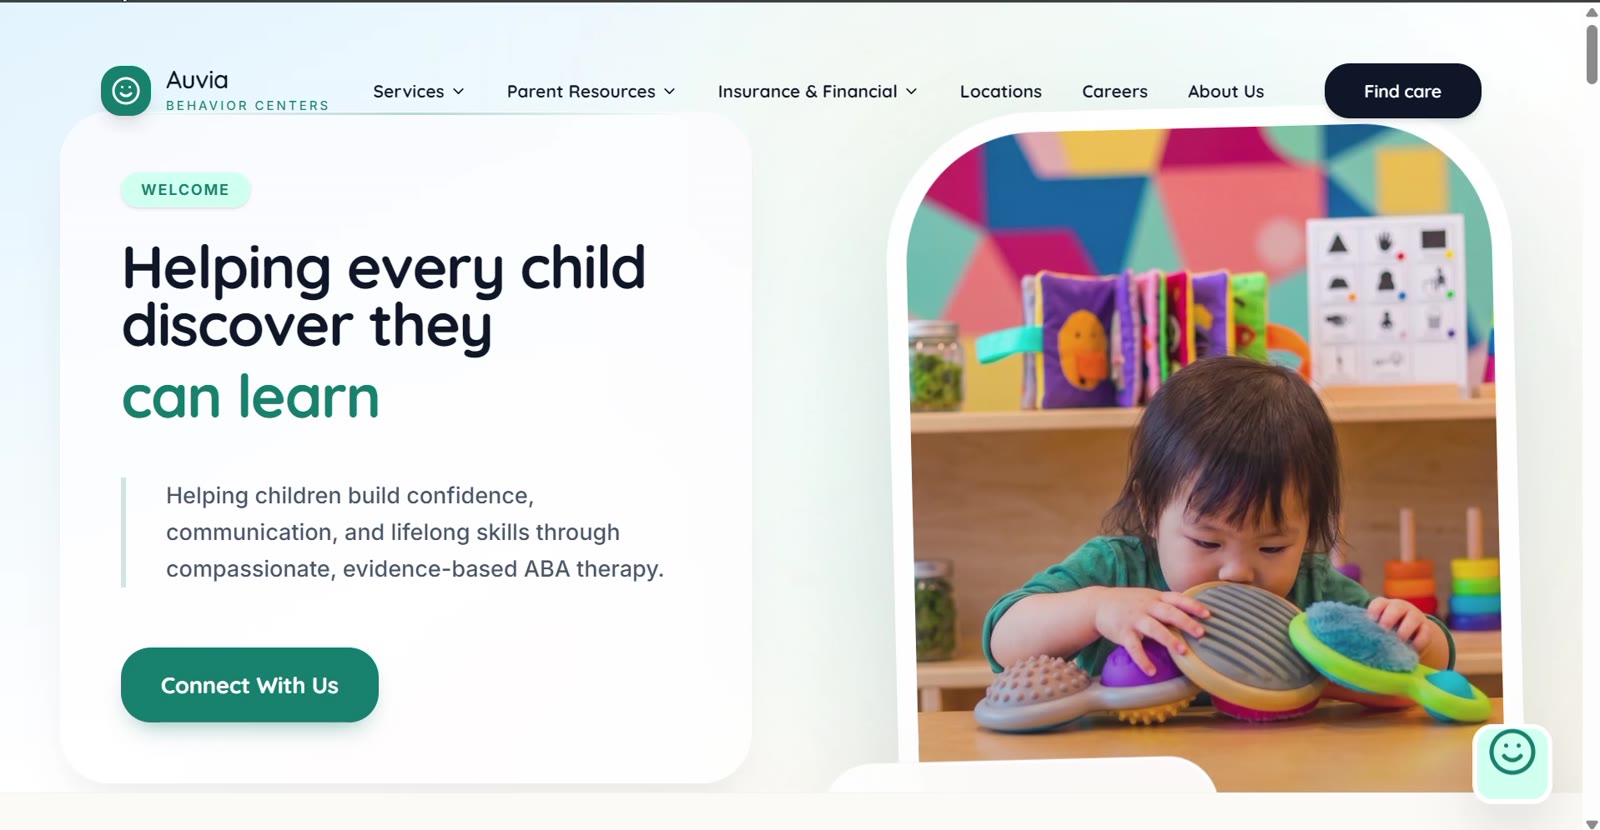 Auvia
BEHAVIOR CENTERS
Services
Parent Resources
Insurance & Financial
Locations
Careers
About Us
Find care
WELCOME
Helping every child
discover they
can learn
Helping children build confidence,
communication, and lifelong skills through
compassionate, evidence-based ABA therapy.
Connect With Us